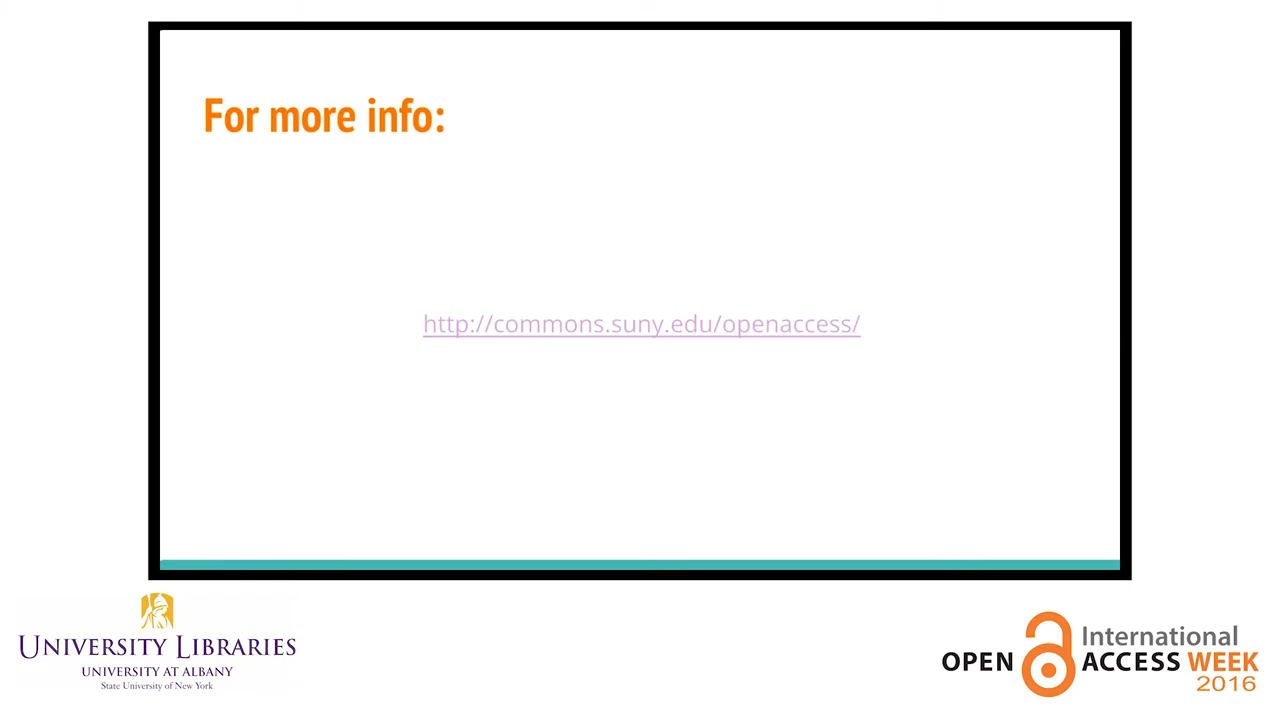 For more info:
http://commons.suny.edu/openaccess/
UNIVERSITY LIBRARIES
UNIVERSITY AT ALBANY
State University of New York
International
OPEN ACCESS WEEK
2016